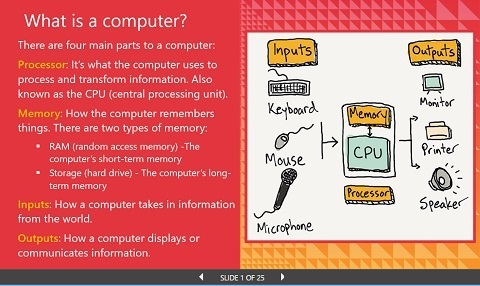 What is a computer?
There are four main parts to a computer:
Processor: It's what the computer uses to
process and transform information. Also
known as the CPU (central processing unit).
Memory: How the computer remembers
things. There are two types of memory:
▪ RAM (random access memory) -The
computer's short-term memory
▪ Storage (hard drive) - The computer's long-
term memory
Inputs: How a computer takes in information
from the world.
Outputs: How a computer displays or
communicates information.
Inputs
Keyboard
Mouse
Microphone
Memory
CPU
Processor
Outputs
Monitor
Printer
Speaker
SLIDE 1 OF 25